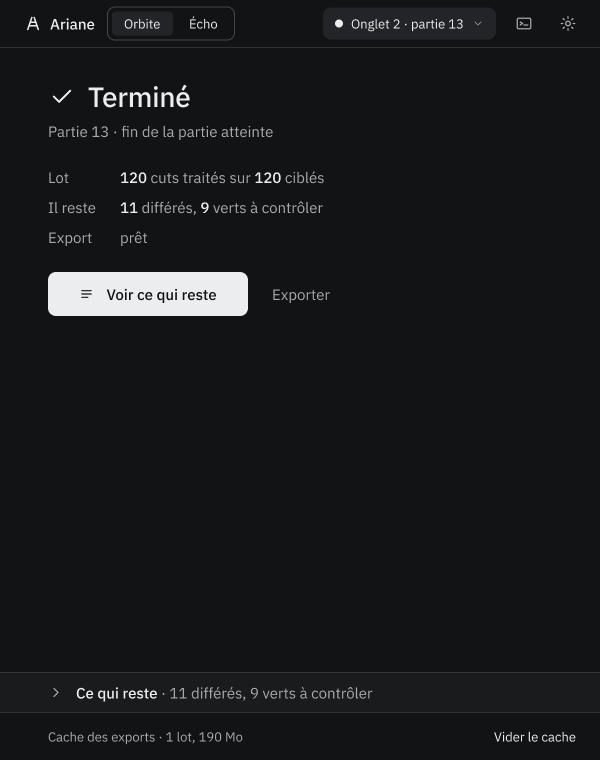 Ariane Orbite Écho Onglet 2 · partie 13
Terminé
Partie 13 · fin de la partie atteinte
Lot 120 cuts traités sur 120 ciblés
Il reste 11 différés, 9 verts à contrôler
Export prêt
Voir ce qui reste Exporter
Ce qui reste · 11 différés, 9 verts à contrôler
Cache des exports · 1 lot, 190 Mo Vider le cache